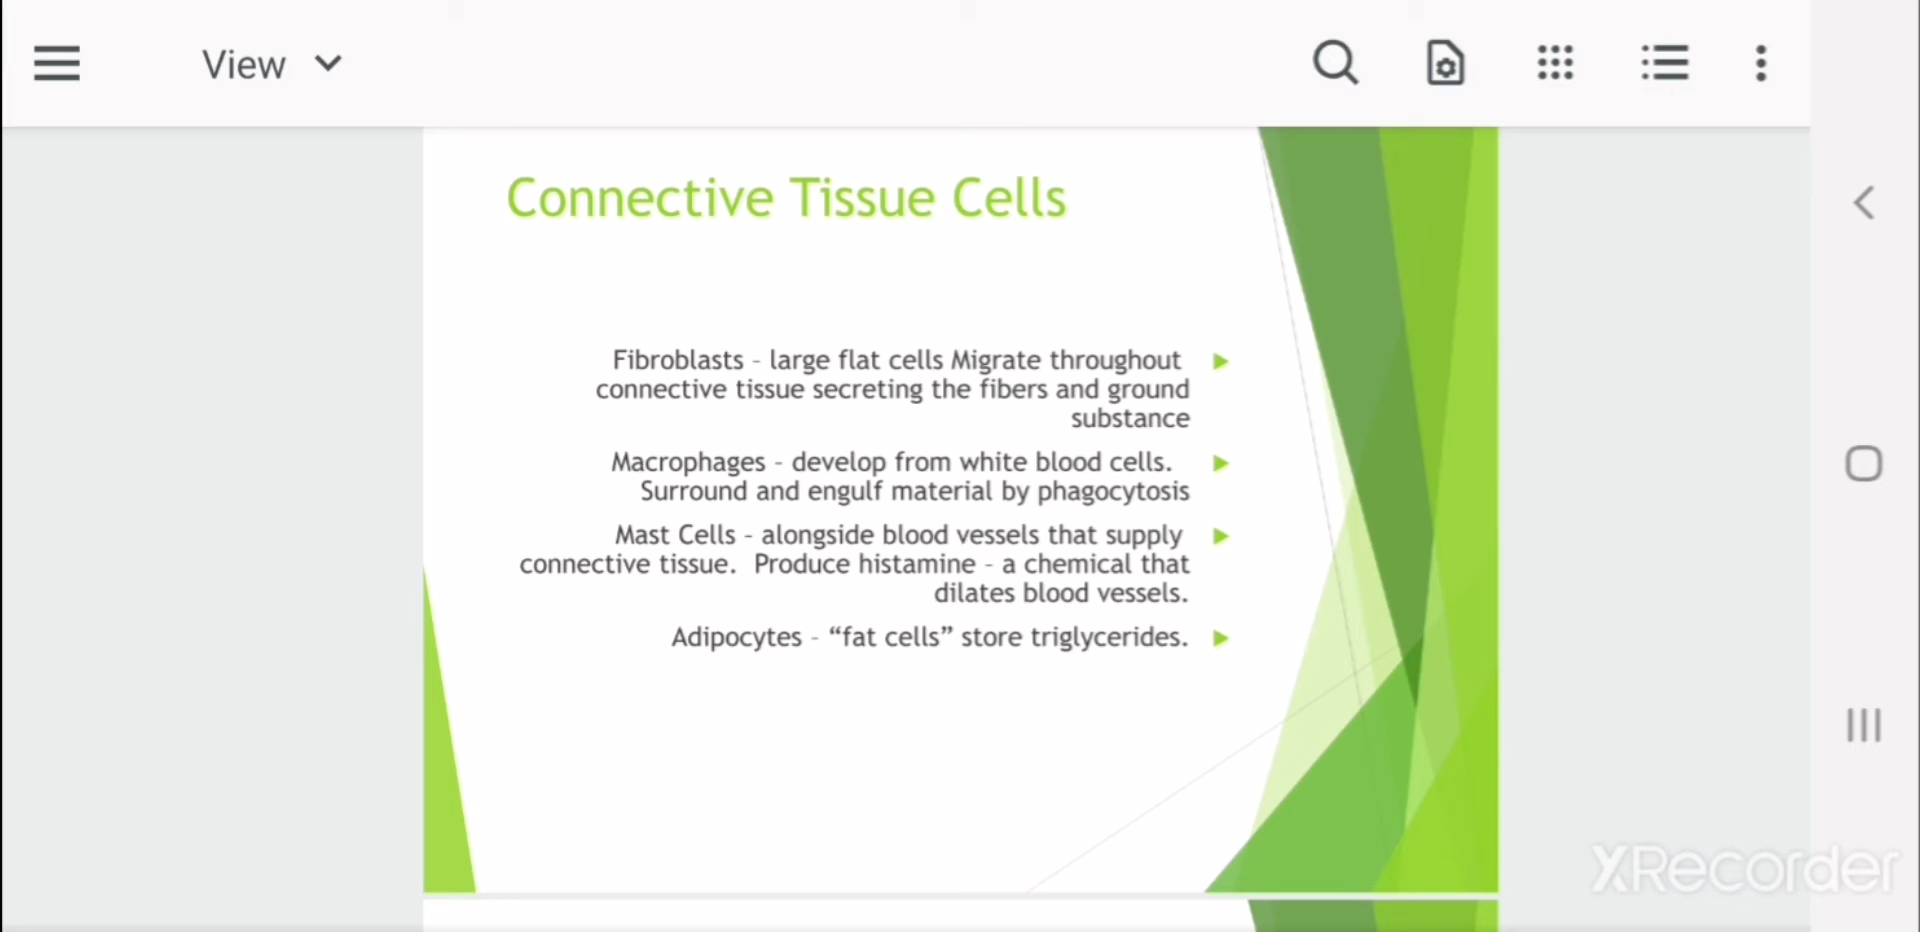 View
Connective Tissue Cells
Fibroblasts – large flat cells Migrate throughout
connective tissue secreting the fibers and ground
substance
Macrophages – develop from white blood cells.
Surround and engulf material by phagocytosis
Mast Cells – alongside blood vessels that supply
connective tissue.  Produce histamine – a chemical that
dilates blood vessels.
Adipocytes – “fat cells” store triglycerides.
XRecorder